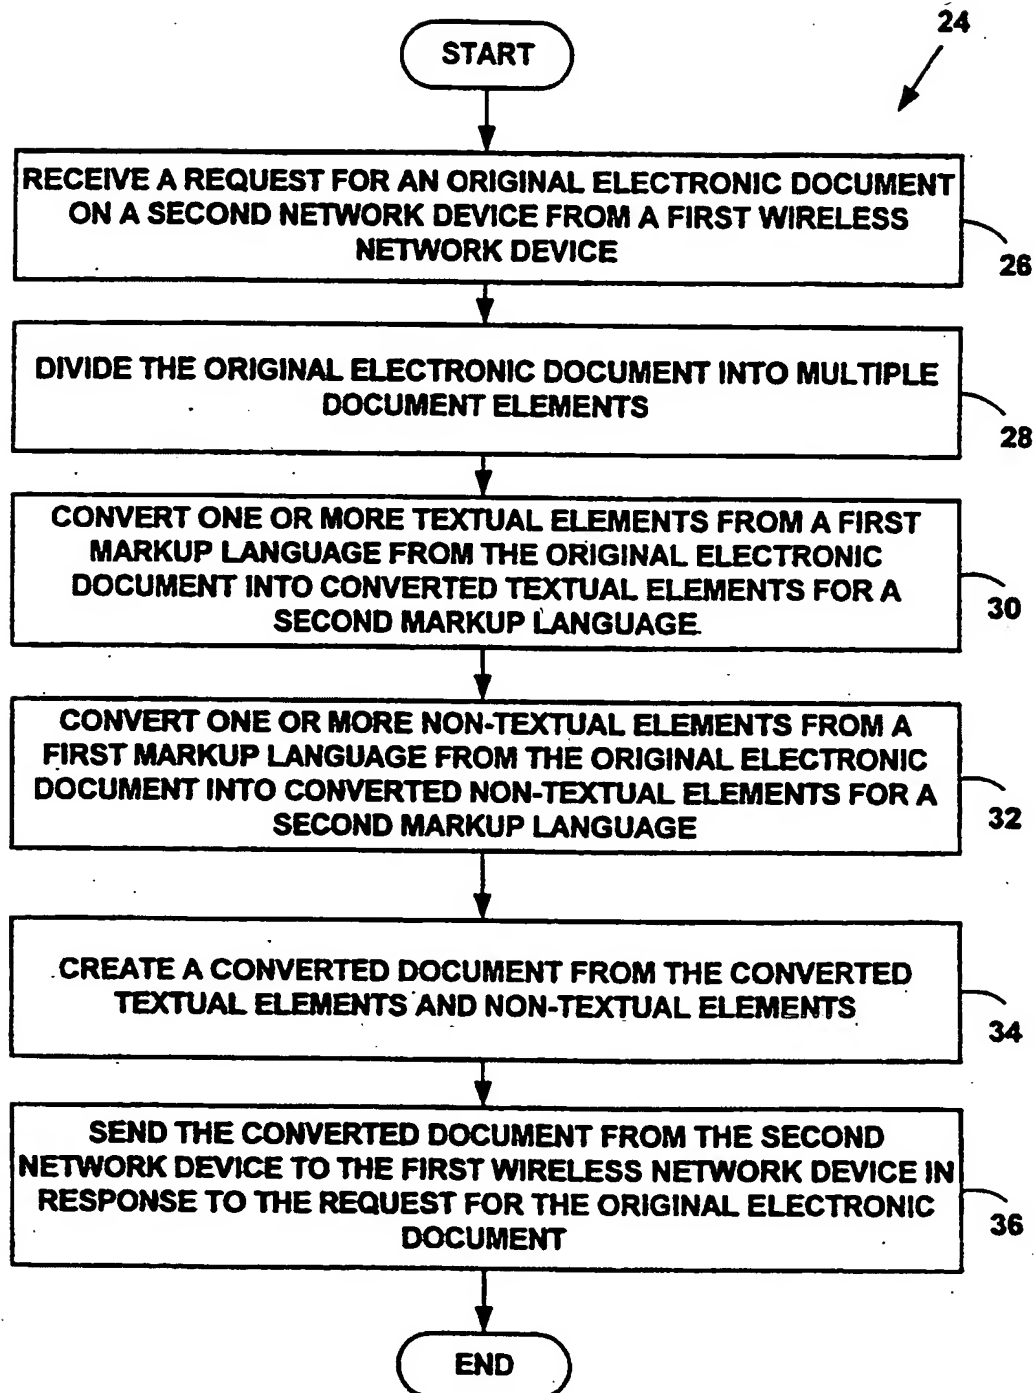 24
START
RECEIVE A REQUEST FOR AN ORIGINAL ELECTRONIC DOCUMENT
ON A SECOND NETWORK DEVICE FROM A FIRST WIRELESS
NETWORK DEVICE
26
DIVIDE THE ORIGINAL ELECTRONIC DOCUMENT INTO MULTIPLE
DOCUMENT ELEMENTS
28
CONVERT ONE OR MORE TEXTUAL ELEMENTS FROM A FIRST
MARKUP LANGUAGE FROM THE ORIGINAL ELECTRONIC
DOCUMENT INTO CONVERTED TEXTUAL ELEMENTS FOR A
SECOND MARKUP LANGUAGE
30
CONVERT ONE OR MORE NON-TEXTUAL ELEMENTS FROM A
FIRST MARKUP LANGUAGE FROM THE ORIGINAL ELECTRONIC
DOCUMENT INTO CONVERTED NON-TEXTUAL ELEMENTS FOR A
SECOND MARKUP LANGUAGE
32
CREATE A CONVERTED DOCUMENT FROM THE CONVERTED
TEXTUAL ELEMENTS AND NON-TEXTUAL ELEMENTS
34
SEND THE CONVERTED DOCUMENT FROM THE SECOND
NETWORK DEVICE TO THE FIRST WIRELESS NETWORK DEVICE IN
RESPONSE TO THE REQUEST FOR THE ORIGINAL ELECTRONIC
DOCUMENT
36
END